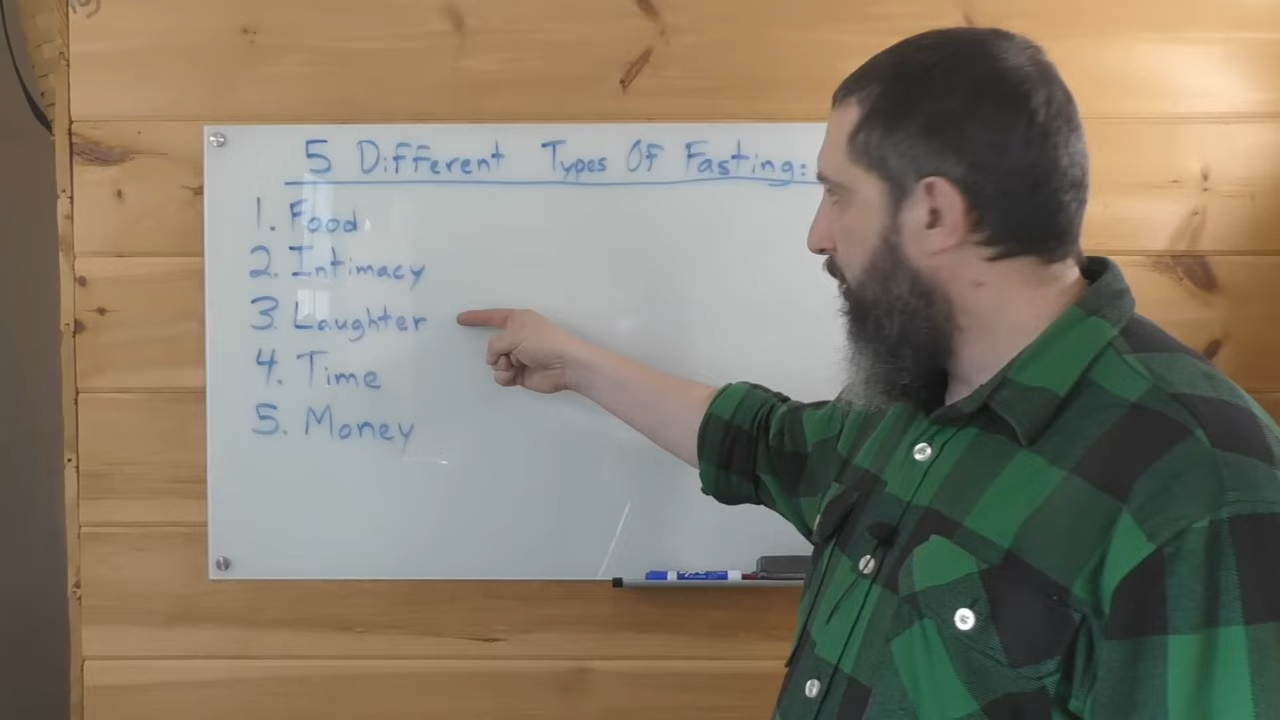 5 Different Types Of Fasting:
1. Food
2. Intimacy
3. Laughter
4. Time
5. Money